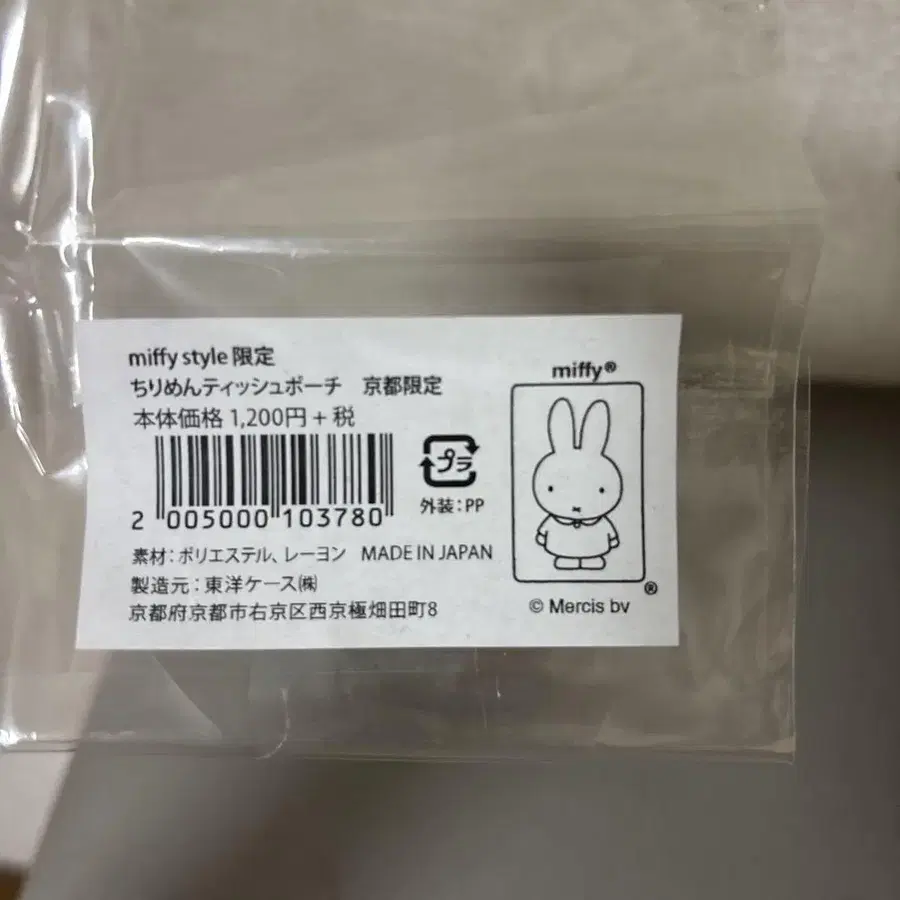 miffy style 限定
ちりめんティッシュポーチ　京都限定
本体価格 1,200円+税
2 005000 103780
プラ
外装:PP
素材:ポリエステル、レーヨン　MADE IN JAPAN
製造元:東洋ケース㈱
京都府京都市右京区西京極畑田町8
miffy®
®
© Mercis bv